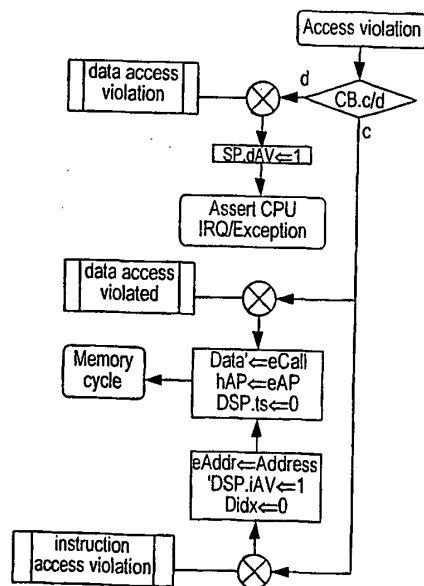 Access violation
data access
violation
d
CB.c/d
c
SP.dAV⇐1
Assert CPU
IRQ/Exception
data access
violated
Memory
cycle
Data'⇐eCall
hAP⇐eAP
DSP.ts⇐0
eAddr⇐Address
'DSP.iAV⇐1
Didx⇐0
instruction
access violation